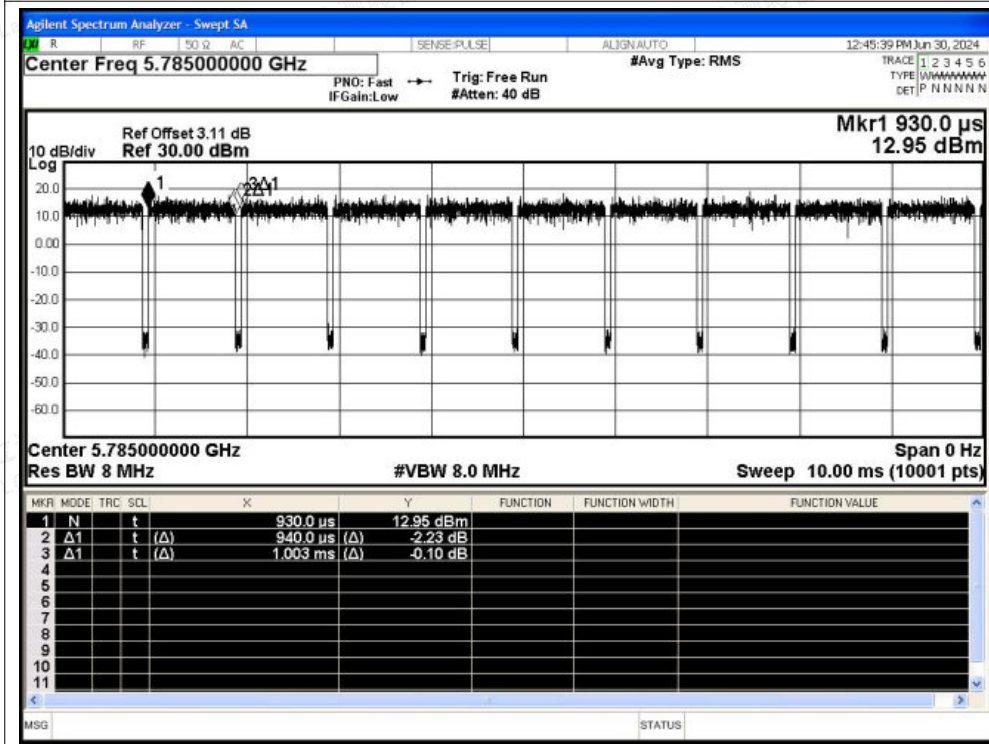 Agilent Spectrum Analyzer - Swept SA
LXI R RF 50 Ω AC SENSE:PULSE ALIGN AUTO 12:45:39 PM Jun 30, 2024
Center Freq 5.785000000 GHz #Avg Type: RMS TRACE 1 2 3 4 5 6
PNO: Fast Trig: Free Run TYPE WWWWWW
IFGain:Low #Atten: 40 dB DET P N N N N N
Mkr1 930.0 µs
Ref Offset 3.11 dB
10 dB/div Ref 30.00 dBm 12.95 dBm
Log
1 2Δ1 3Δ1
20.0
10.0
0.00
-10.0
-20.0
-30.0
-40.0
-50.0
-60.0
Center 5.785000000 GHz Span 0 Hz
Res BW 8 MHz #VBW 8.0 MHz Sweep 10.00 ms (10001 pts)
MKR MODE TRC SCL X Y FUNCTION FUNCTION WIDTH FUNCTION VALUE
1 N t 930.0 µs 12.95 dBm
2 Δ1 t (Δ) 940.0 µs (Δ) -2.23 dB
3 Δ1 t (Δ) 1.003 ms (Δ) -0.10 dB
4
5
6
7
8
9
10
11
MSG STATUS